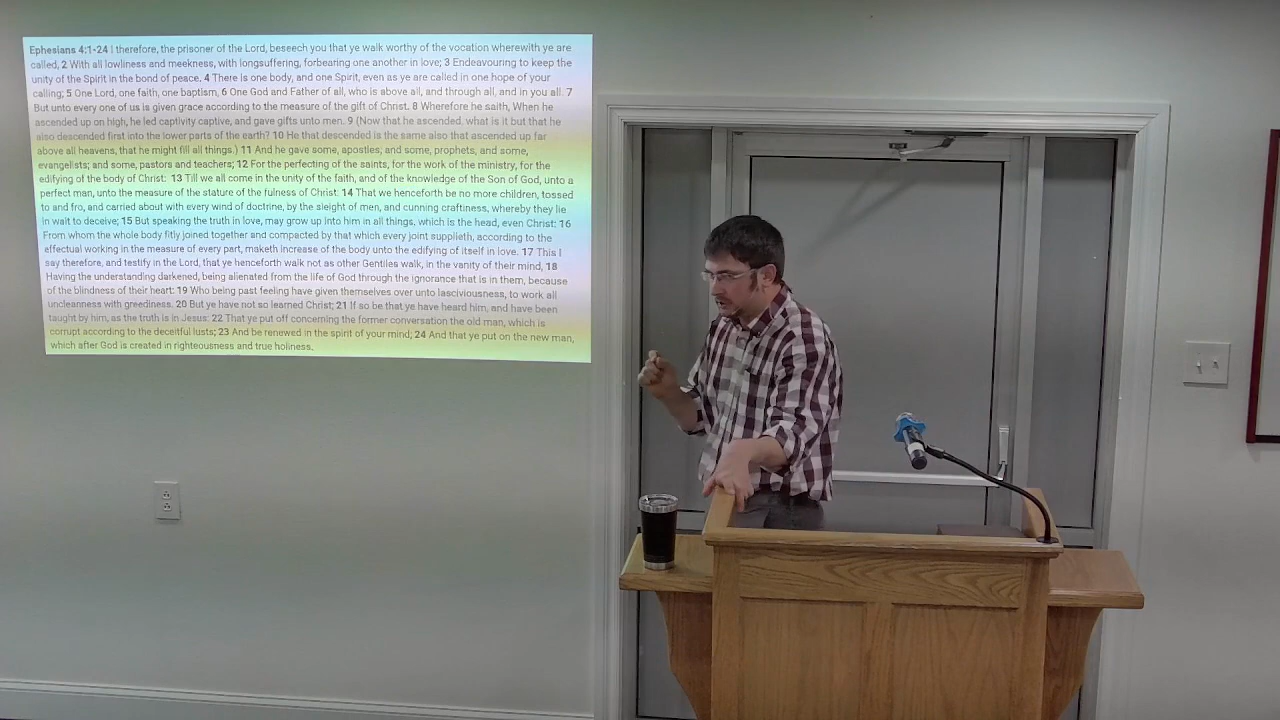 Ephesians 4:1-24 I therefore, the prisoner of the Lord, beseech you that ye walk worthy of the vocation wherewith ye are
called, 2 With all lowliness and meekness, with longsuffering, forbearing one another in love; 3 Endeavouring to keep the
unity of the Spirit in the bond of peace. 4 There is one body, and one Spirit, even as ye are called in one hope of your
calling; 5 One Lord, one faith, one baptism, 6 One God and Father of all, who is above all, and through all, and in you all. 7
But unto every one of us is given grace according to the measure of the gift of Christ. 8 Wherefore he saith, When he
ascended up on high, he led captivity captive, and gave gifts unto men. 9 (Now that he ascended, what is it but that he
also descended first into the lower parts of the earth? 10 He that descended is the same also that ascended up far
above all heavens, that he might fill all things.) 11 And he gave some, apostles; and some, prophets; and some,
evangelists; and some, pastors and teachers; 12 For the perfecting of the saints, for the work of the ministry, for the
edifying of the body of Christ: 13 Till we all come in the unity of the faith, and of the knowledge of the Son of God, unto a
perfect man, unto the measure of the stature of the fulness of Christ: 14 That we henceforth be no more children, tossed
to and fro, and carried about with every wind of doctrine, by the sleight of men, and cunning craftiness, whereby they lie
in wait to deceive; 15 But speaking the truth in love, may grow up into him in all things, which is the head, even Christ: 16
From whom the whole body fitly joined together and compacted by that which every joint supplieth, according to the
effectual working in the measure of every part, maketh increase of the body unto the edifying of itself in love. 17 This I
say therefore, and testify in the Lord, that ye henceforth walk not as other Gentiles walk, in the vanity of their mind, 18
Having the understanding darkened, being alienated from the life of God through the ignorance that is in them, because
of the blindness of their heart: 19 Who being past feeling have given themselves over unto lasciviousness, to work all
uncleanness with greediness. 20 But ye have not so learned Christ; 21 If so be that ye have heard him, and have been
taught by him, as the truth is in Jesus: 22 That ye put off concerning the former conversation the old man, which is
corrupt according to the deceitful lusts; 23 And be renewed in the spirit of your mind; 24 And that ye put on the new man,
which after God is created in righteousness and true holiness.